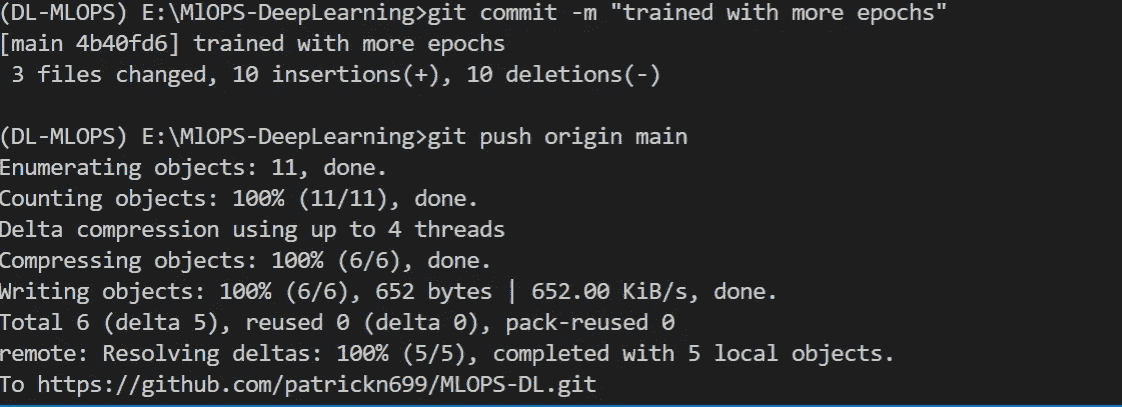 (DL-MLOPS) E:\MlOPS-DeepLearning>git commit -m "trained with more epochs"
[main 4b40fd6] trained with more epochs
 3 files changed, 10 insertions(+), 10 deletions(-)
(DL-MLOPS) E:\MlOPS-DeepLearning>git push origin main
Enumerating objects: 11, done.
Counting objects: 100% (11/11), done.
Delta compression using up to 4 threads
Compressing objects: 100% (6/6), done.
Writing objects: 100% (6/6), 652 bytes | 652.00 KiB/s, done.
Total 6 (delta 5), reused 0 (delta 0), pack-reused 0
remote: Resolving deltas: 100% (5/5), completed with 5 local objects.
To https://github.com/patrickn699/MLOPS-DL.git